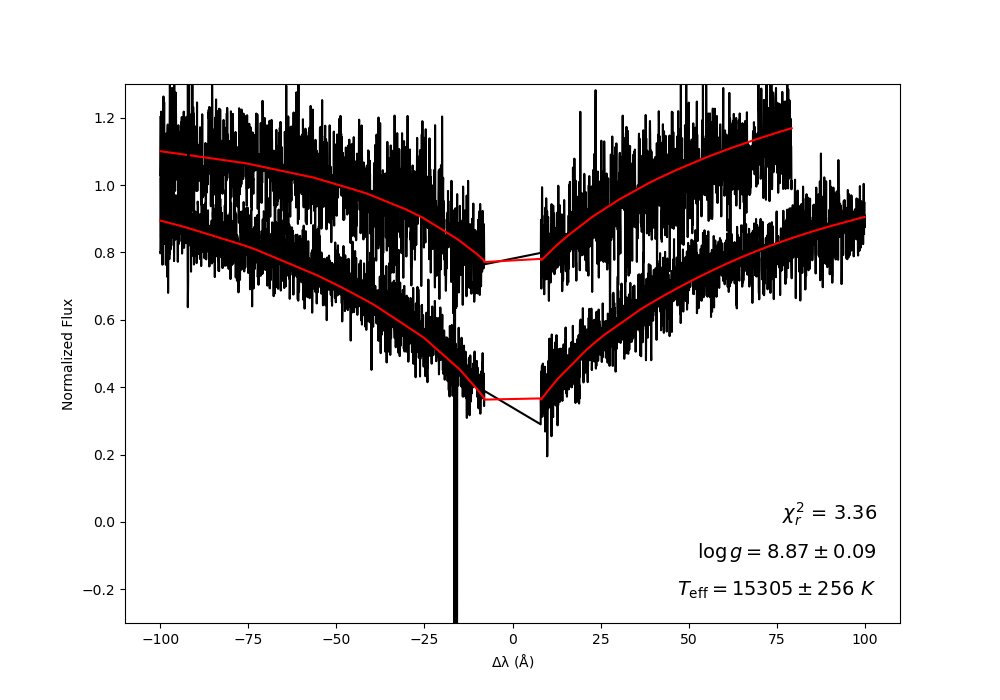 1.2
1.0
0.8
0.6
0.4
0.2
0.0
−0.2
Normalized Flux
χ²ᵣ = 3.36
log g = 8.87 ± 0.09
T_eff = 15305 ± 256 K
−100 −75 −50 −25 0 25 50 75 100
Δλ (Å)